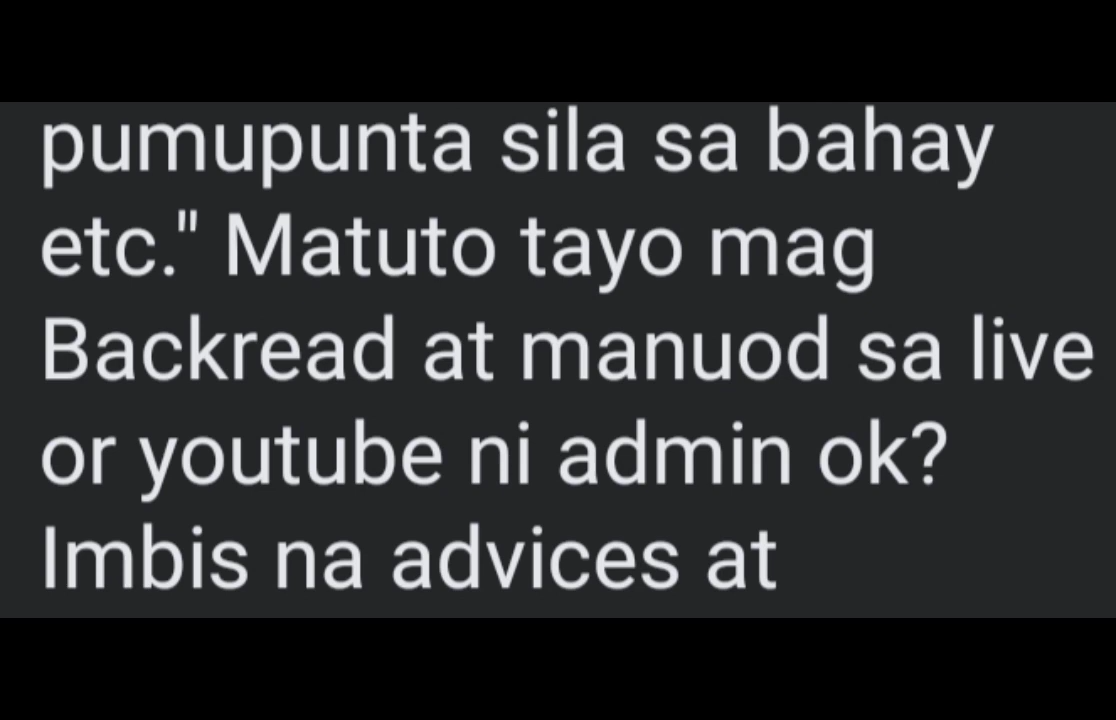 pumupunta sila sa bahay
etc." Matuto tayo mag
Backread at manuod sa live
or youtube ni admin ok?
Imbis na advices at